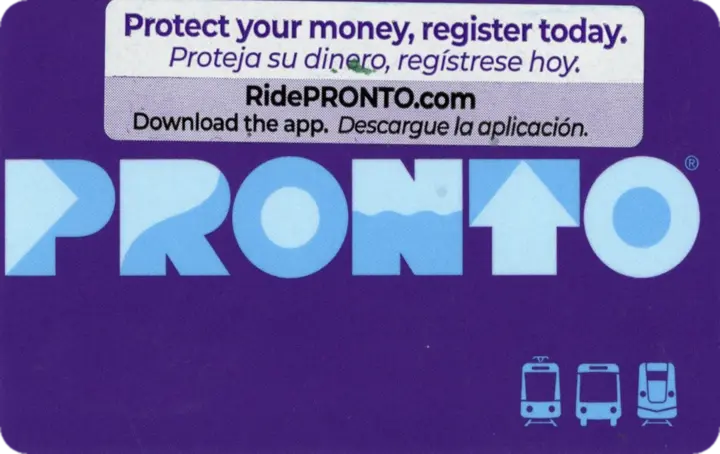 Protect your money, register today.
Proteja su dinero, regístrese hoy.
RidePRONTO.com
Download the app. Descargue la aplicación.
PRONTO®